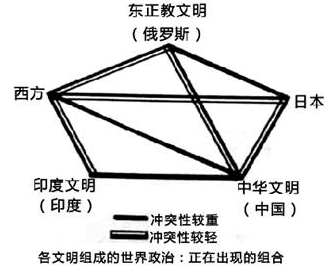 东正教文明
（俄罗斯）
西方
日本
印度文明
（印度）
中华文明
（中国）
冲突性较重
冲突性较轻
各文明组成的世界政治：正在出现的组合